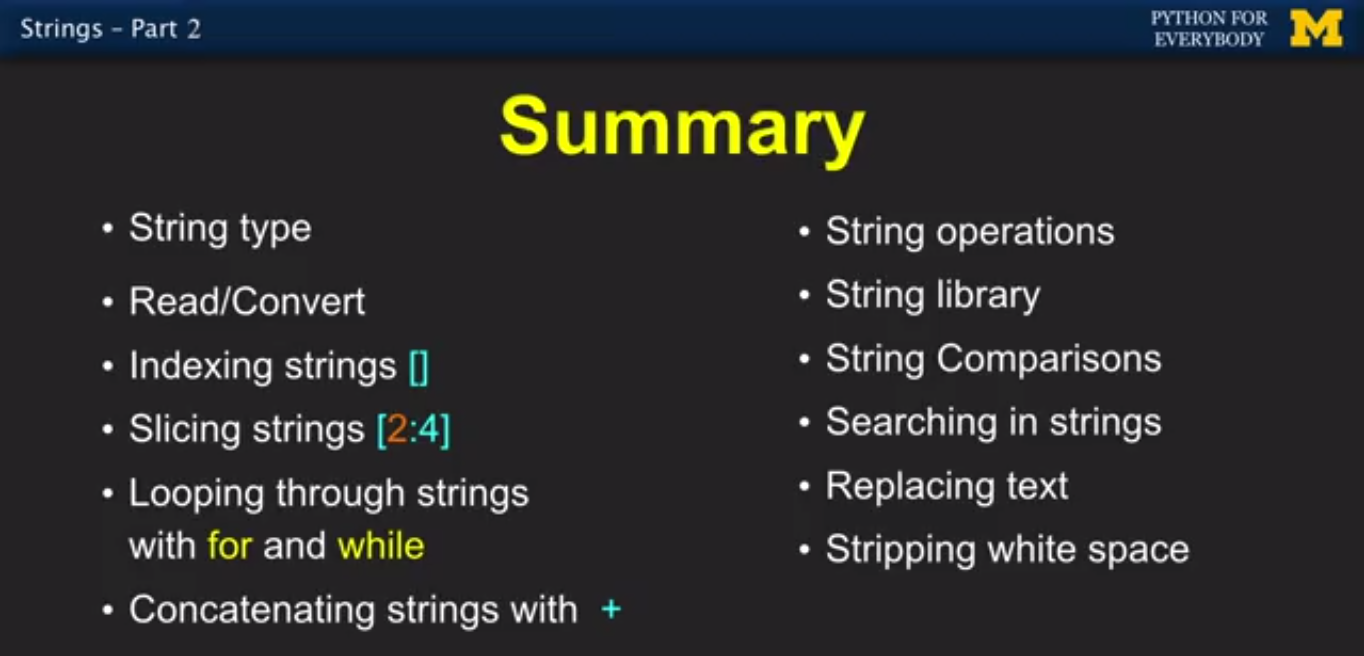 Strings – Part 2
PYTHON FOR
EVERYBODY
M
Summary
• String type
• Read/Convert
• Indexing strings []
• Slicing strings [2:4]
• Looping through strings
with for and while
• Concatenating strings with +
• String operations
• String library
• String Comparisons
• Searching in strings
• Replacing text
• Stripping white space